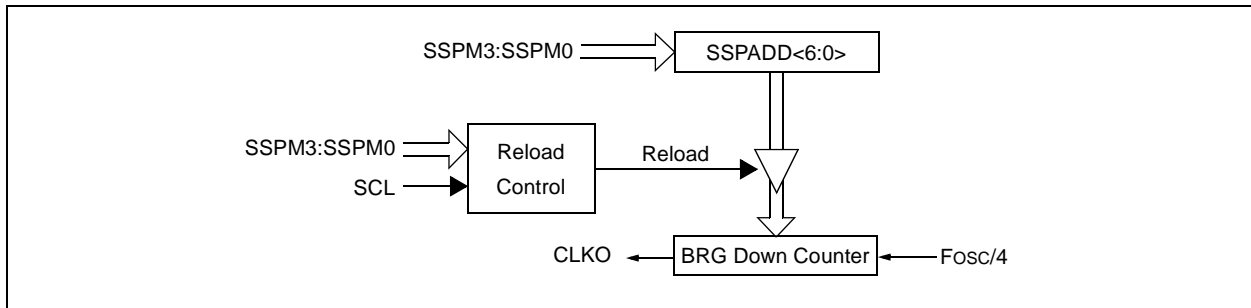 SSPM3:SSPM0
SSPADD<6:0>
SSPM3:SSPM0
SCL
Reload
Control
Reload
CLKO
BRG Down Counter
FOSC/4